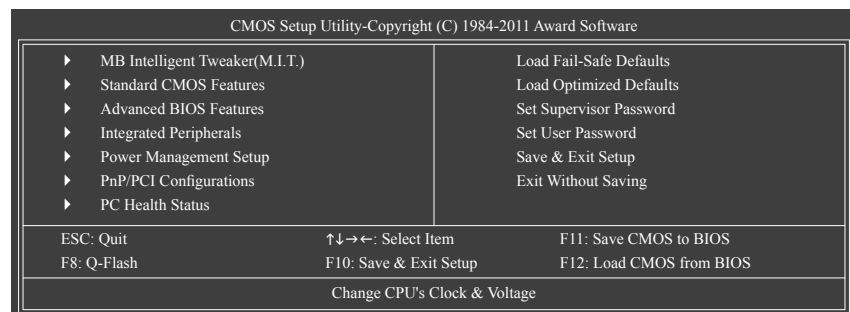 CMOS Setup Utility-Copyright (C) 1984-2011 Award Software
MB Intelligent Tweaker(M.I.T.)
Standard CMOS Features
Advanced BIOS Features
Integrated Peripherals
Power Management Setup
PnP/PCI Configurations
PC Health Status
Load Fail-Safe Defaults
Load Optimized Defaults
Set Supervisor Password
Set User Password
Save & Exit Setup
Exit Without Saving
ESC: Quit ↑↓→←: Select Item F11: Save CMOS to BIOS
F8: Q-Flash F10: Save & Exit Setup F12: Load CMOS from BIOS
Change CPU's Clock & Voltage